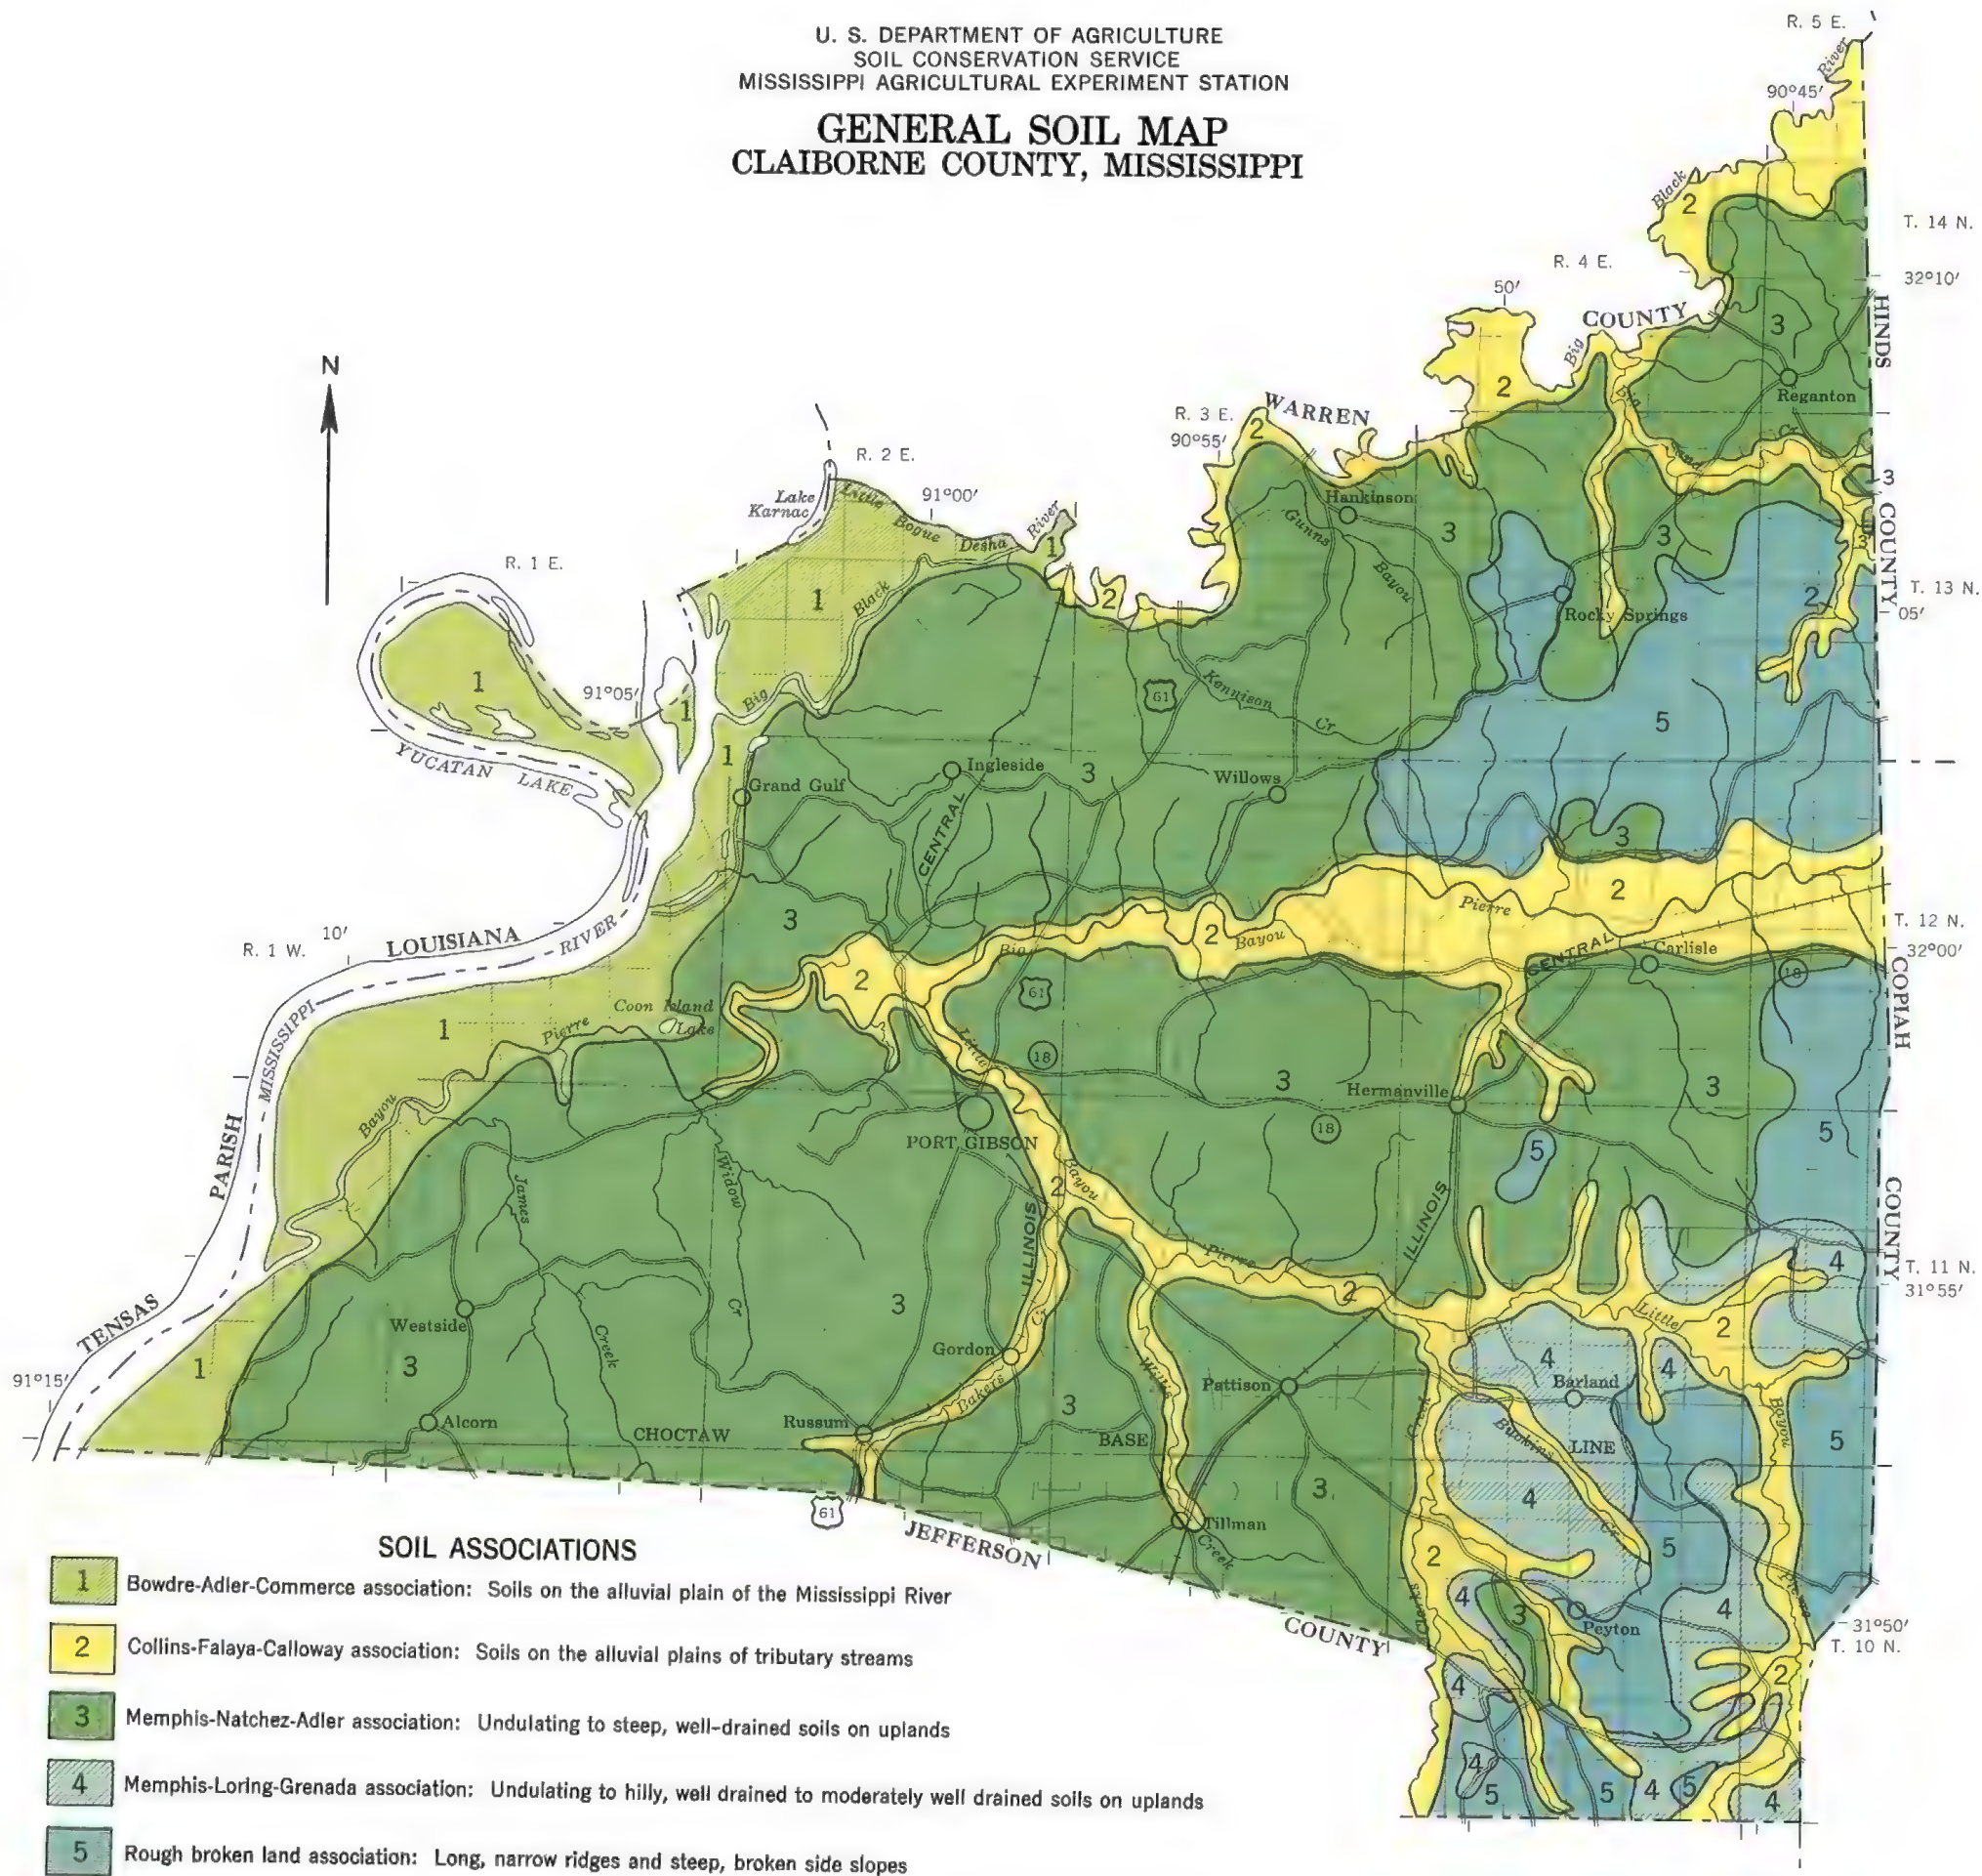 U. S. DEPARTMENT OF AGRICULTURE
SOIL CONSERVATION SERVICE
MISSISSIPPI AGRICULTURAL EXPERIMENT STATION
GENERAL SOIL MAP
CLAIBORNE COUNTY, MISSISSIPPI
R. 5 E.
River
90°45′
Black
2
T. 14 N.
R. 4 E.
32°10′
50′
COUNTY
HINDS
3
Big
N
2
Reganton
Big
R. 3 E.
WARREN
90°55′
2
Cr
Sand
R. 2 E.
3
Lake
Karnac
Little
91°00′
Hankinson
Bogue
River
Gunns
COUNTY
Desha
1
3
3
3
R. 1 E.
Bayou
T. 13 N.
1
Black
2
2
05′
Rocky Springs
1
91°05′
61
Kennison
Big
1
Cr
5
YUCATAN LAKE
1
Ingleside
3
Willows
Grand Gulf
CENTRAL
3
2
Pierre
3
T. 12 N.
R. 1 W.
10′
LOUISIANA
RIVER
Big
2
Bayou
CENTRAL
Carlisle
32°00′
18
2
61
COPIAH
Coon Island
Lake
1
Pierre
MISSISSIPPI
Little
18
3
Hermanville
3
Bayou
PORT GIBSON
18
5
5
PARISH
Widow
James
Bayou
2
ILLINOIS
ILLINOIS
COUNTY
Pierre
4
T. 11 N.
31°55′
TENSAS
Westside
Creek
Cr
3
Cr
2
Little
2
Gordon
4
4
91°15′
1
3
Bakers
Willis
Pattison
Barland
3
Creek
Bayou
Alcorn
CHOCTAW
Russum
BASE
LINE
5
3
4
61
JEFFERSON
Tillman
Creek
Cr
5
2
4
3
4
Clarks
Pierre
COUNTY
Peyton
31°50′
T. 10 N.
4
2
4
5
5
4
5
4
SOIL ASSOCIATIONS
1 Bowdre-Adler-Commerce association: Soils on the alluvial plain of the Mississippi River
2 Collins-Falaya-Calloway association: Soils on the alluvial plains of tributary streams
3 Memphis-Natchez-Adler association: Undulating to steep, well-drained soils on uplands
4 Memphis-Loring-Grenada association: Undulating to hilly, well drained to moderately well drained soils on uplands
5 Rough broken land association: Long, narrow ridges and steep, broken side slopes